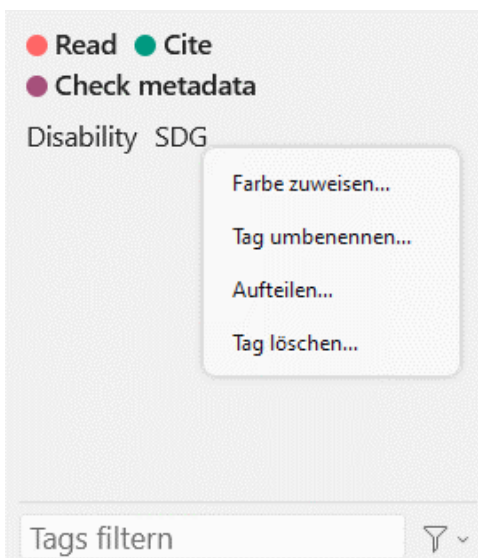 Read Cite
Check metadata
Disability SDG
Farbe zuweisen...
Tag umbenennen...
Aufteilen...
Tag löschen...
Tags filtern